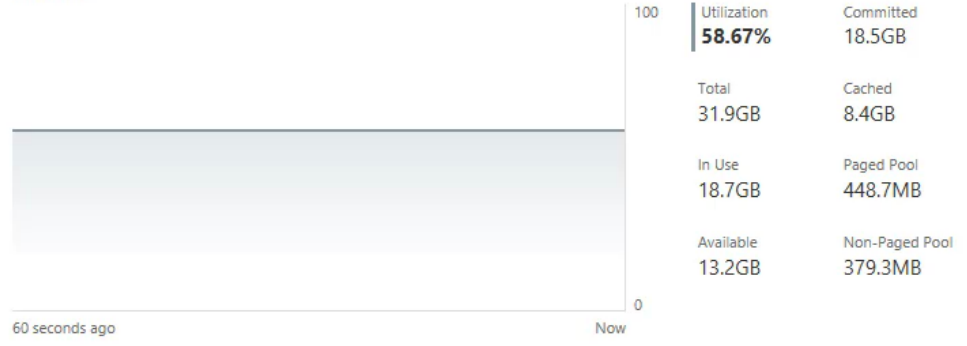 100
Utilization
58.67%
Committed
18.5GB
Total
31.9GB
Cached
8.4GB
In Use
18.7GB
Paged Pool
448.7MB
Available
13.2GB
Non-Paged Pool
379.3MB
0
60 seconds ago
Now